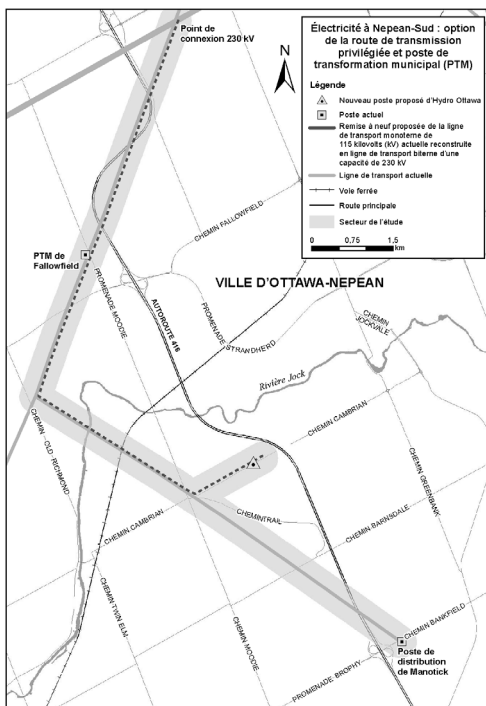 Point de
connexion 230 kV
N
Électricité à Nepean-Sud : option
de la route de transmission
privilégiée et poste de
transformation municipal (PTM)
Légende
Nouveau poste proposé d'Hydro Ottawa
Poste actuel
Remise à neuf proposée de la ligne
de transport monoterne de
115 kilovolts (kV) actuelle reconstruite
en ligne de transport biterne d'une
capacité de 230 kV
Ligne de transport actuelle
Voie ferrée
Route principale
Secteur de l'étude
0 0,75 1,5
km
CHEMIN FALLOWFIELD
PTM de
Fallowfield
PROMENADE MOODIE
AUTOROUTE 416
VILLE D'OTTAWA-NEPEAN
PROMENADE STRANDHERD
CHEMIN
JOCKVALE
Rivière Jock
CHEMIN OLD RICHMOND
CHEMIN CAMBRIAN
CHEMIN GREENBANK
CHEMIN CAMBRIAN
CHEMINTRAIL
CHEMIN BARNSDALE
CHEMIN TWIN ELM
CHEMIN MOODIE
CHEMIN BANKFIELD
PROMENADE BROPHY
Poste de
distribution
de Manotick